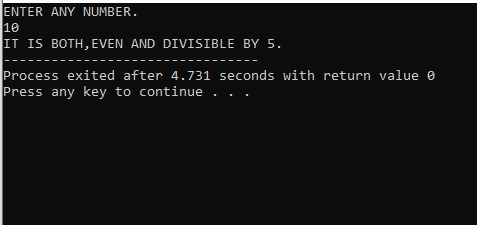 ENTER ANY NUMBER.
10
IT IS BOTH,EVEN AND DIVISIBLE BY 5.
--------------------------------
Process exited after 4.731 seconds with return value 0
Press any key to continue . . .